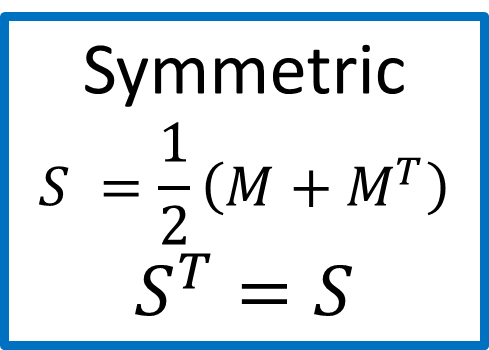 Symmetric
S = 1/2 (M + M^T)
S^T = S